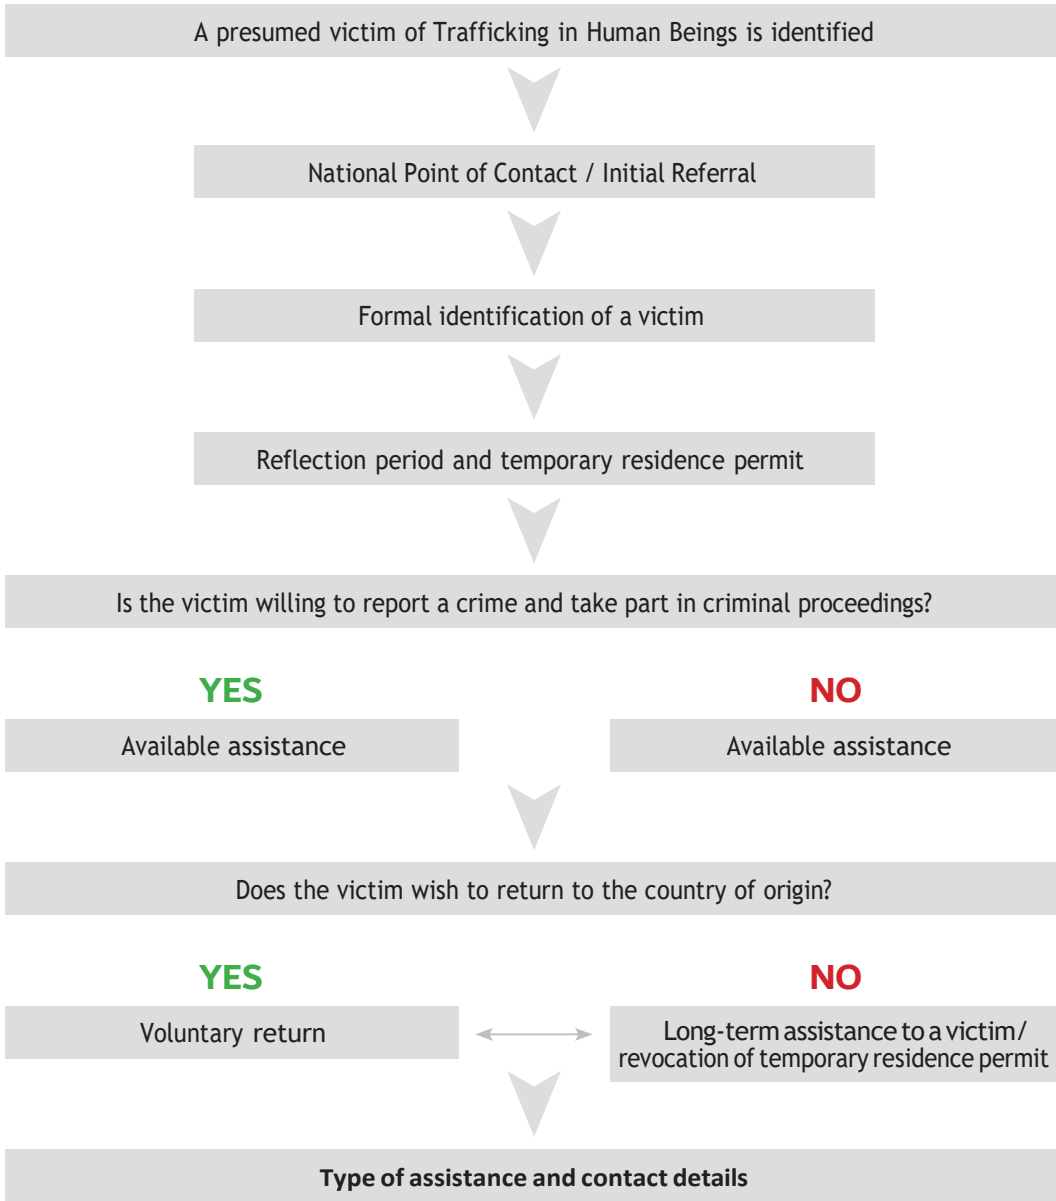 A presumed victim of Trafficking in Human Beings is identified
National Point of Contact / Initial Referral
Formal identification of a victim
Reflection period and temporary residence permit
Is the victim willing to report a crime and take part in criminal proceedings?
YES
NO
Available assistance
Available assistance
Does the victim wish to return to the country of origin?
YES
NO
Voluntary return
Long-term assistance to a victim/
revocation of temporary residence permit
Type of assistance and contact details